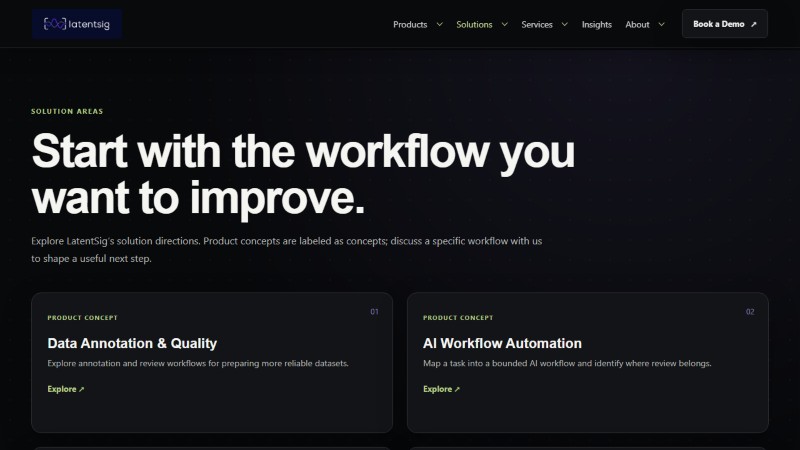 latentsig
Products
Solutions
Services
Insights
About
Book a Demo ↗
SOLUTION AREAS
Start with the workflow you
want to improve.
Explore LatentSig's solution directions. Product concepts are labeled as concepts; discuss a specific workflow with us
to shape a useful next step.
01
PRODUCT CONCEPT
Data Annotation & Quality
Explore annotation and review workflows for preparing more reliable datasets.
Explore ↗
02
PRODUCT CONCEPT
AI Workflow Automation
Map a task into a bounded AI workflow and identify where review belongs.
Explore ↗